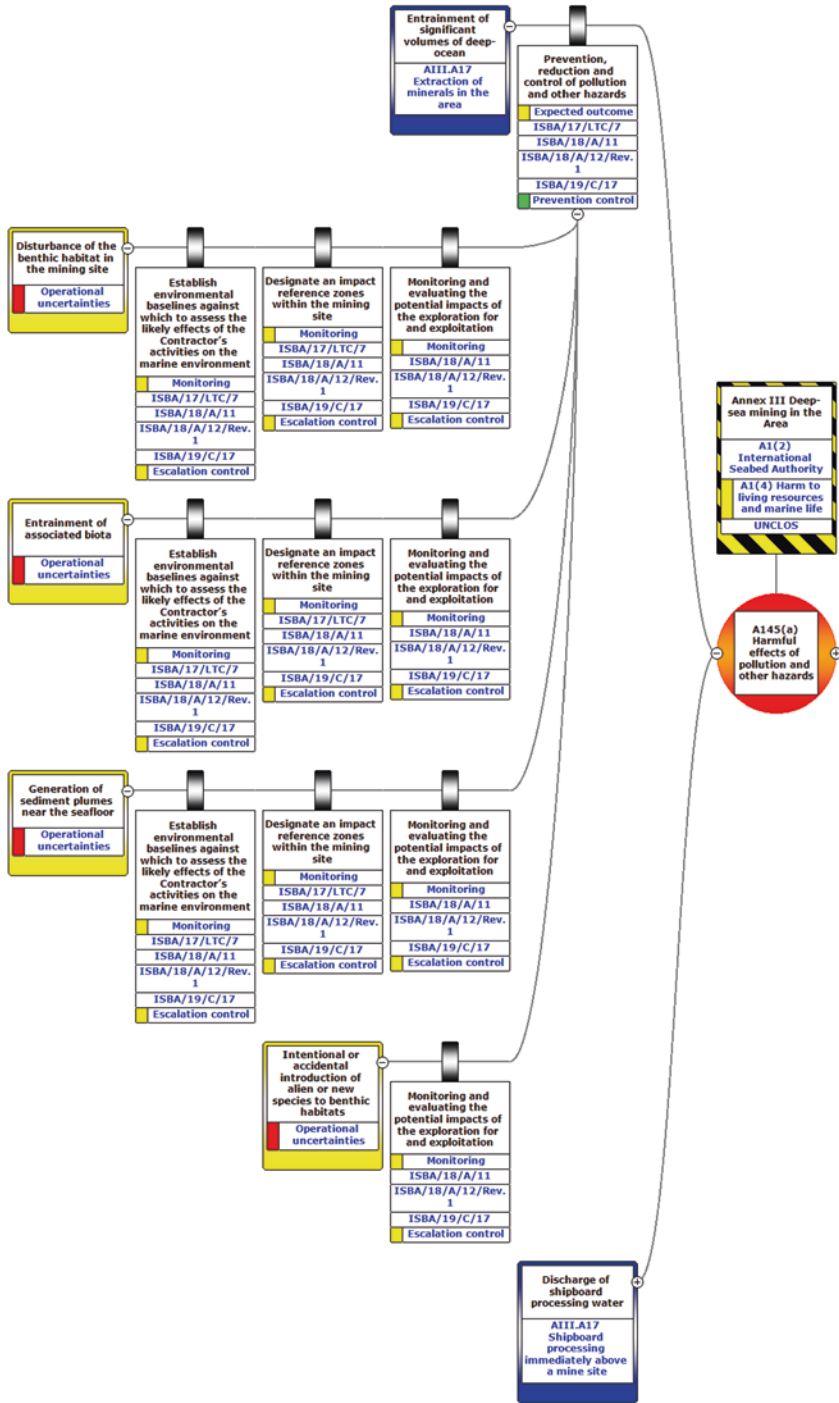 Entrainment of
significant
volumes of deep-
ocean
AIII.A17
Extraction of
minerals in the
area
Prevention,
reduction and
control of pollution
and other hazards
Expected outcome
ISBA/17/LTC/7
ISBA/18/A/11
ISBA/18/A/12/Rev.
1
ISBA/19/C/17
Prevention control
Disturbance of the
benthic habitat in
the mining site
Operational
uncertainties
Establish
environmental
baselines against
which to assess the
likely effects of the
Contractor's
activities on the
marine environment
Monitoring
ISBA/17/LTC/7
ISBA/18/A/11
ISBA/18/A/12/Rev.
1
ISBA/19/C/17
Escalation control
Designate an impact
reference zones
within the mining
site
Monitoring
ISBA/17/LTC/7
ISBA/18/A/11
ISBA/18/A/12/Rev.
1
ISBA/19/C/17
Escalation control
Monitoring and
evaluating the
potential impacts of
the exploration for
and exploitation
Monitoring
ISBA/18/A/11
ISBA/18/A/12/Rev.
1
ISBA/19/C/17
Escalation control
Annex III Deep-
sea mining in the
Area
A1(2)
International
Seabed Authority
A1(4) Harm to
living resources
and marine life
UNCLOS
A145(a)
Harmful
effects of
pollution and
other hazards
Entrainment of
associated biota
Operational
uncertainties
Establish
environmental
baselines against
which to assess the
likely effects of the
Contractor's
activities on the
marine environment
Monitoring
ISBA/17/LTC/7
ISBA/18/A/11
ISBA/18/A/12/Rev.
1
ISBA/19/C/17
Escalation control
Designate an impact
reference zones
within the mining
site
Monitoring
ISBA/17/LTC/7
ISBA/18/A/11
ISBA/18/A/12/Rev.
1
ISBA/19/C/17
Escalation control
Monitoring and
evaluating the
potential impacts of
the exploration for
and exploitation
Monitoring
ISBA/18/A/11
ISBA/18/A/12/Rev.
1
ISBA/19/C/17
Escalation control
Generation of
sediment plumes
near the seafloor
Operational
uncertainties
Establish
environmental
baselines against
which to assess the
likely effects of the
Contractor's
activities on the
marine environment
Monitoring
ISBA/17/LTC/7
ISBA/18/A/11
ISBA/18/A/12/Rev.
1
ISBA/19/C/17
Escalation control
Designate an impact
reference zones
within the mining
site
Monitoring
ISBA/17/LTC/7
ISBA/18/A/11
ISBA/18/A/12/Rev.
1
ISBA/19/C/17
Escalation control
Monitoring and
evaluating the
potential impacts of
the exploration for
and exploitation
Monitoring
ISBA/18/A/11
ISBA/18/A/12/Rev.
1
ISBA/19/C/17
Escalation control
Intentional or
accidental
introduction of
alien or new
species to benthic
habitats
Operational
uncertainties
Monitoring and
evaluating the
potential impacts of
the exploration for
and exploitation
Monitoring
ISBA/18/A/11
ISBA/18/A/12/Rev.
1
ISBA/19/C/17
Escalation control
Discharge of
shipboard
processing water
AIII.A17
Shipboard
processing
immediately above
a mine site